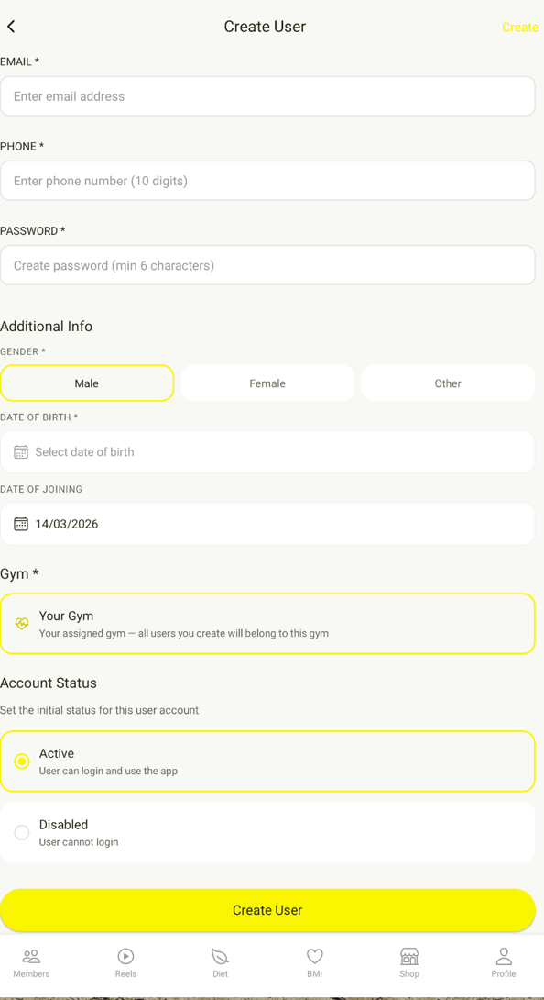 Create User
Create
EMAIL *
Enter email address
PHONE *
Enter phone number (10 digits)
PASSWORD *
Create password (min 6 characters)
Additional Info
GENDER *
Male
Female
Other
DATE OF BIRTH *
Select date of birth
DATE OF JOINING
14/03/2026
Gym *
Your Gym
Your assigned gym — all users you create will belong to this gym
Account Status
Set the initial status for this user account
Active
User can login and use the app
Disabled
User cannot login
Create User
Members
Reels
Diet
BMI
Shop
Profile